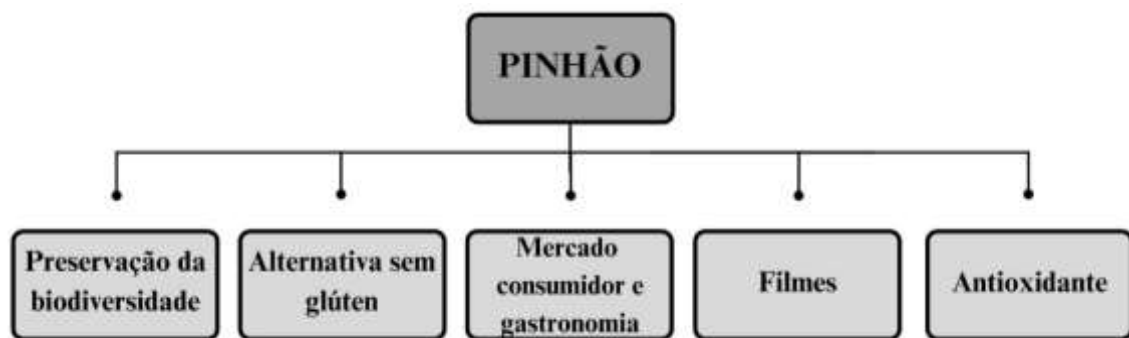 PINHÃO
Preservação da
biodiversidade
Alternativa sem
glúten
Mercado
consumidor e
gastronomia
Filmes
Antioxidante